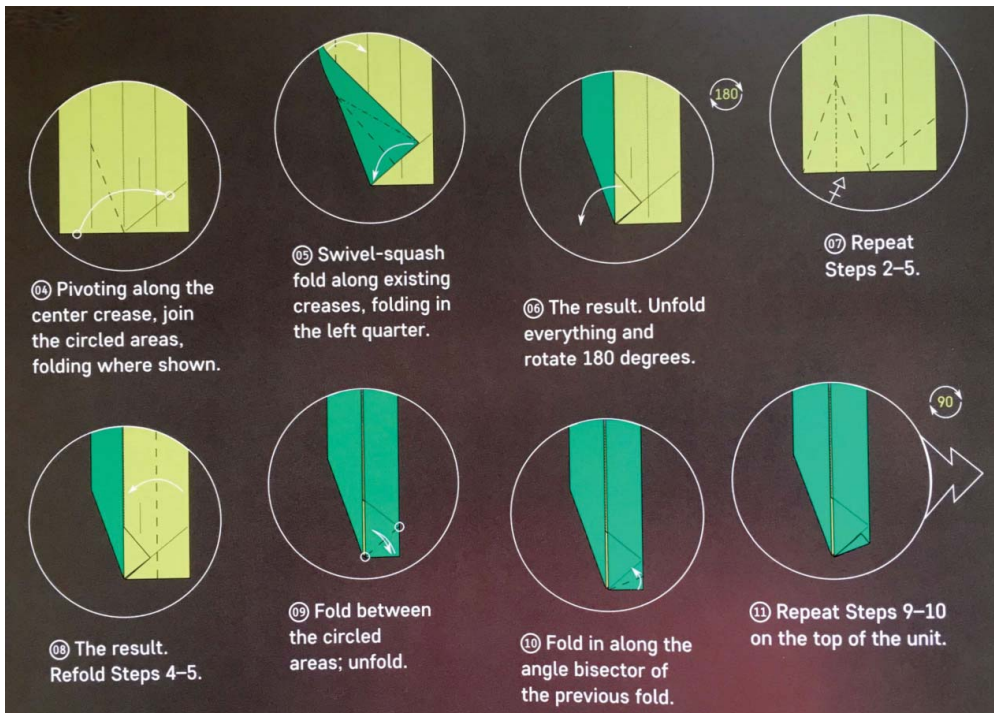 180
04 Pivoting along the
center crease, join
the circled areas,
folding where shown.
05 Swivel-squash
fold along existing
creases, folding in
the left quarter.
06 The result. Unfold
everything and
rotate 180 degrees.
07 Repeat
Steps 2–5.
90
08 The result.
Refold Steps 4–5.
09 Fold between
the circled
areas; unfold.
10 Fold in along the
angle bisector of
the previous fold.
11 Repeat Steps 9–10
on the top of the unit.